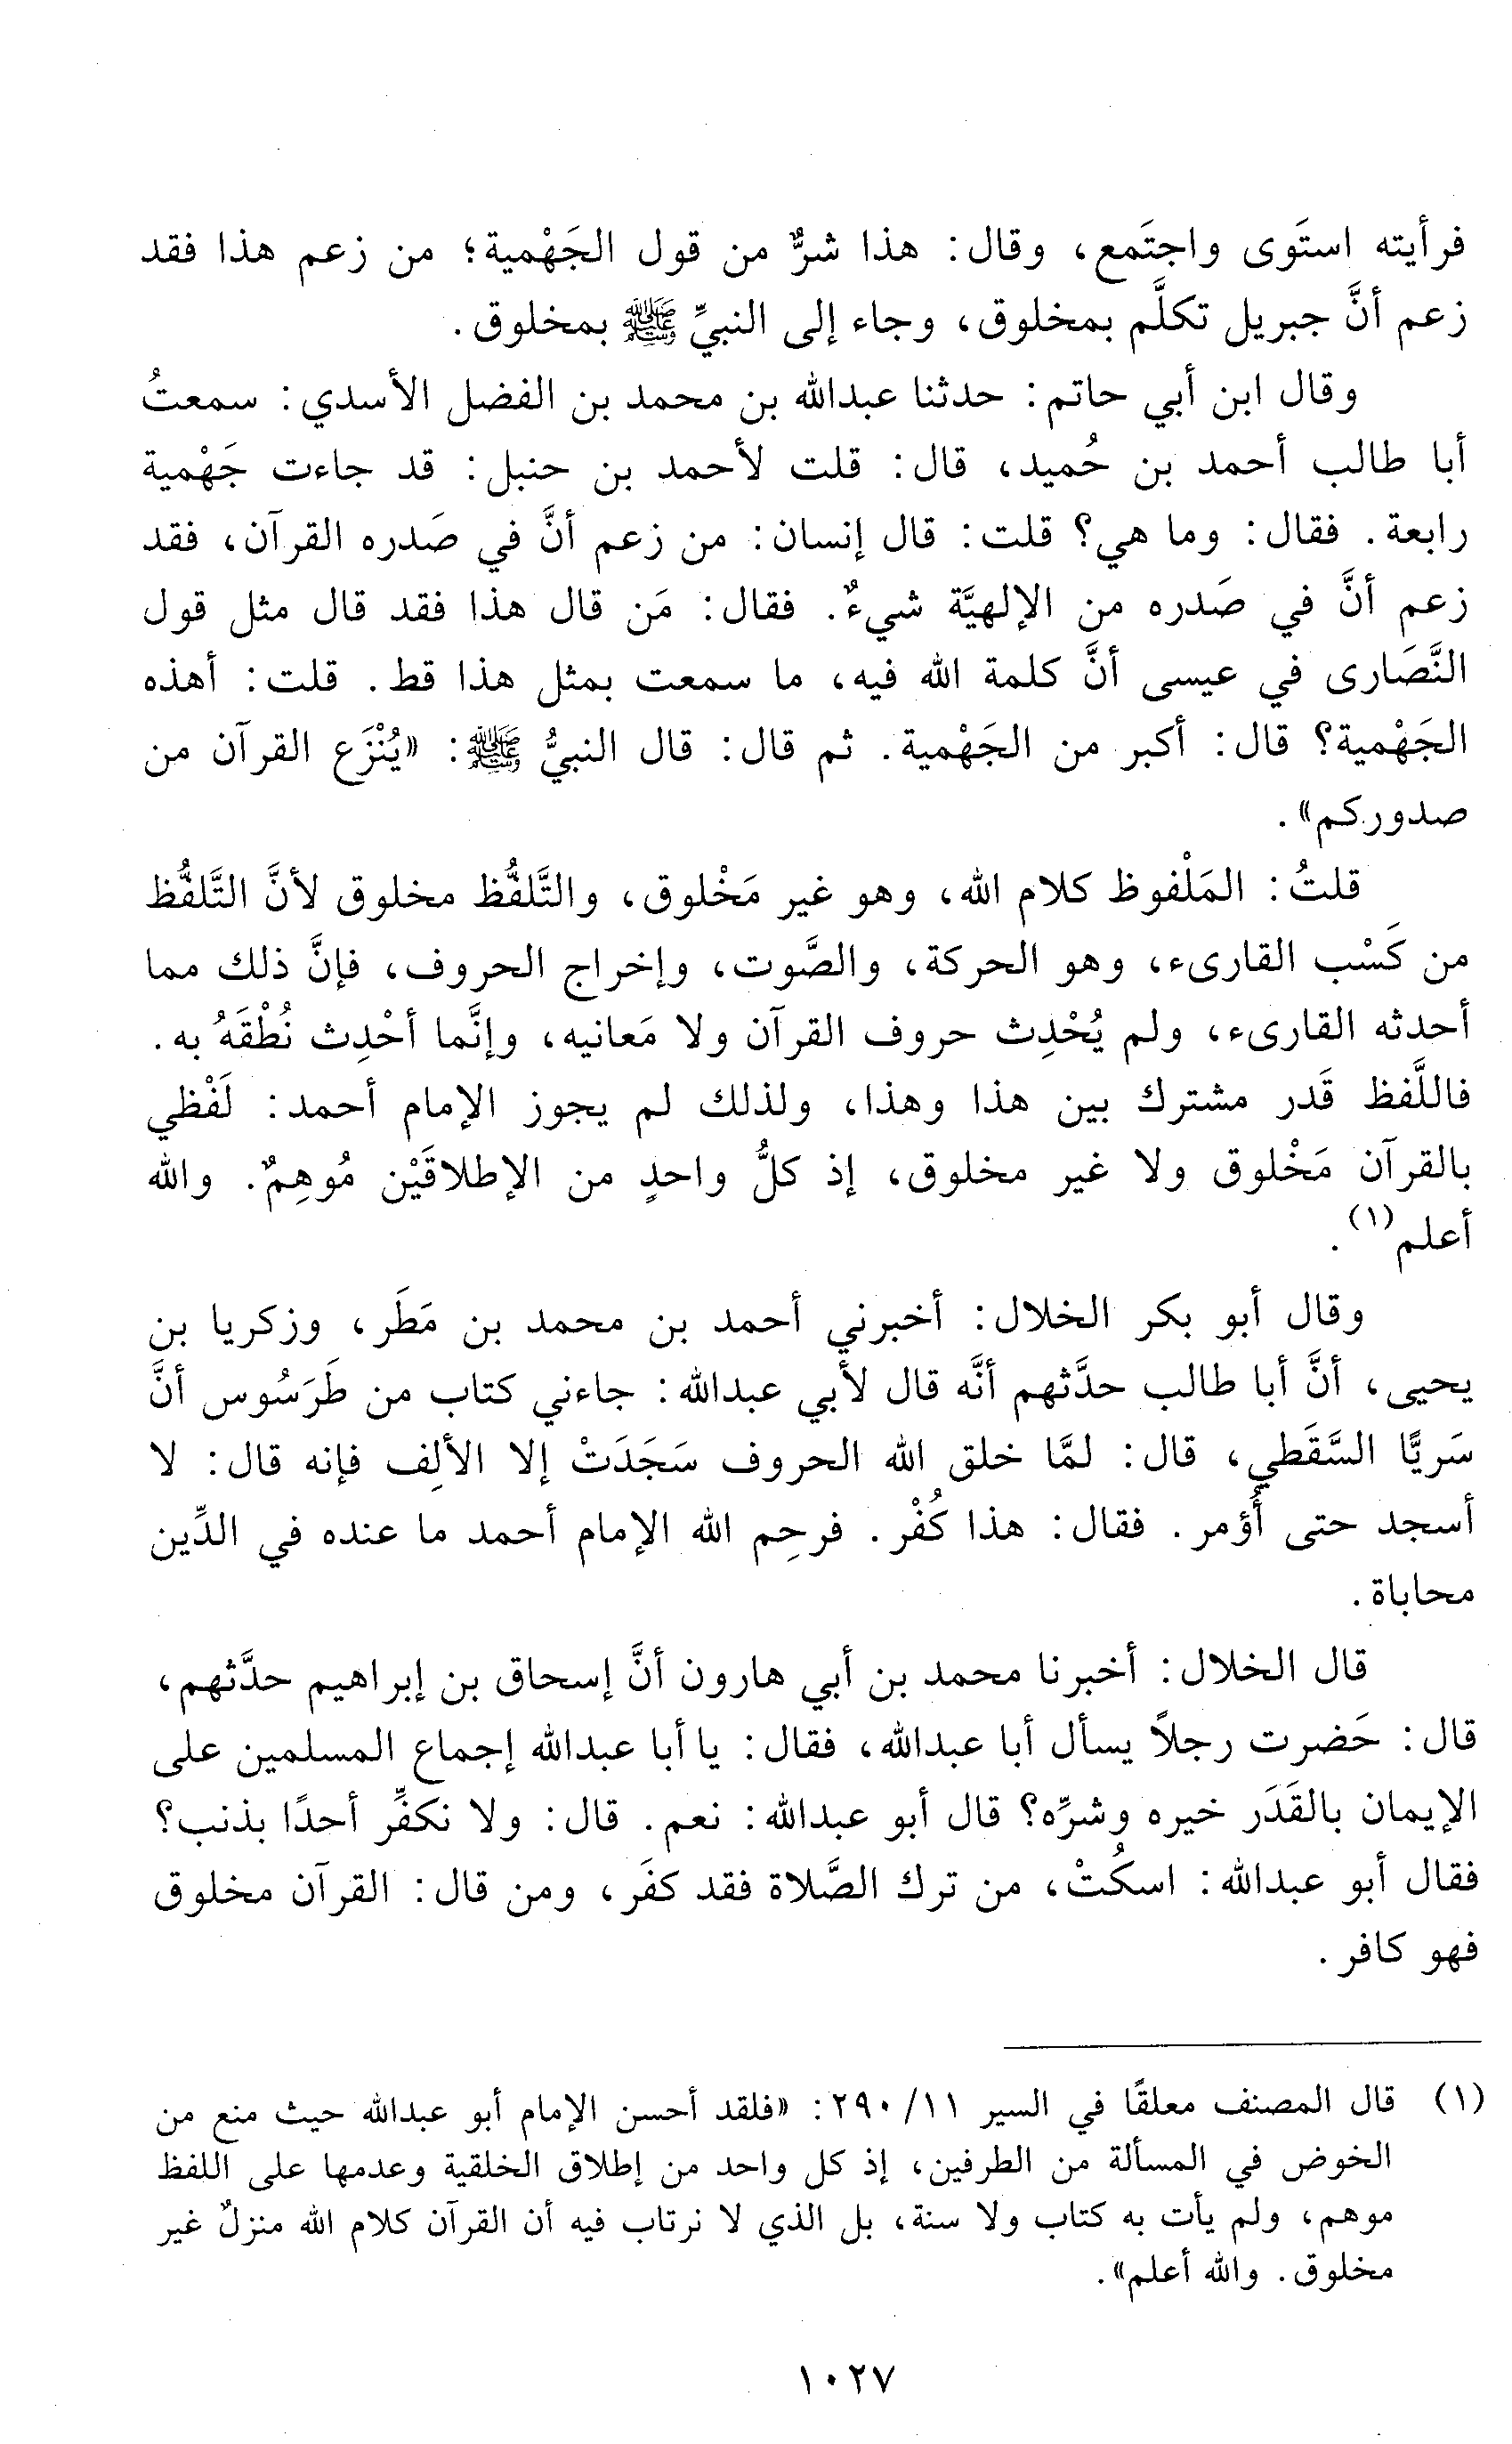 فرأيته استَوى واجتَمع، وقال: هذا شرٌّ من قول الجَهْمية؛ من زعم هذا فقد
زعم أنَّ جبريل تكلَّم بمخلوق، وجاء إلى النبيِّ ﷺ بمخلوق.
وقال ابن أبي حاتم: حدثنا عبدالله بن محمد بن الفضل الأسدي: سمعتُ
أبا طالب أحمد بن حُميد، قال: قلت لأحمد بن حنبل: قد جاءت جَهْمية
رابعة. فقال: وما هي؟ قلت: قال إنسان: من زعم أنَّ في صَدره القرآن، فقد
زعم أنَّ في صَدره من الإلهيَّة شيءٌ. فقال: مَن قال هذا فقد قال مثل قول
النَّصَارى في عيسى أنَّ كلمة الله فيه، ما سمعت بمثل هذا قط. قلت: أهذه
الجَهْمية؟ قال: أكبر من الجَهْمية. ثم قال: قال النبيُّ ﷺ: «يُنْزَع القرآن من
صدوركم».
قلتُ: المَلْفوظ كلام الله، وهو غير مَخْلوق، والتَّلفُّظ مخلوق لأنَّ التَّلفُّظ
من كَسْب القارىء، وهو الحركة، والصَّوت، وإخراج الحروف، فإنَّ ذلك مما
أحدثه القارىء، ولم يُحْدِث حروف القرآن ولا مَعانيه، وإنَّما أحْدِث نُطْقَهُ به.
فاللَّفظ قَدر مشترك بين هذا وهذا، ولذلك لم يجوز الإمام أحمد: لَفْظي
بالقرآن مَخْلوق ولا غير مخلوق، إذ كلُّ واحدٍ من الإطلاقَيْن مُوهِمٌ. والله
أعلم(١).
وقال أبو بكر الخلال: أخبرني أحمد بن محمد بن مَطَر، وزكريا بن
يحيى، أنَّ أبا طالب حدَّثهم أنَّه قال لأبي عبدالله: جاءني كتاب من طَرَسُوس أنَّ
سَريًّا السَّقَطي، قال: لمَّا خلق الله الحروف سَجَدَتْ إلا الألِف فإنه قال: لا
أسجد حتى أُؤمر. فقال: هذا كُفْر. فرحِم الله الإمام أحمد ما عنده في الدِّين
محاباة.
قال الخلال: أخبرنا محمد بن أبي هارون أنَّ إسحاق بن إبراهيم حدَّثهم،
قال: حَضرت رجلاً يسأل أبا عبدالله، فقال: يا أبا عبدالله إجماع المسلمين على
الإيمان بالقَدَر خيره وشرِّه؟ قال أبو عبدالله: نعم. قال: ولا نكفِّر أحدًا بذنب؟
فقال أبو عبدالله: اسكُتْ، من ترك الصَّلاة فقد كفَر، ومن قال: القرآن مخلوق
فهو كافر.
(١) قال المصنف معلقًا في السير ١١/ ٢٩٠: «فلقد أحسن الإمام أبو عبدالله حيث منع من
الخوض في المسألة من الطرفين، إذ كل واحد من إطلاق الخلقية وعدمها على اللفظ
موهم، ولم يأت به كتاب ولا سنة، بل الذي لا نرتاب فيه أن القرآن كلام الله منزلٌ غير
مخلوق. والله أعلم».
١٠٢٧